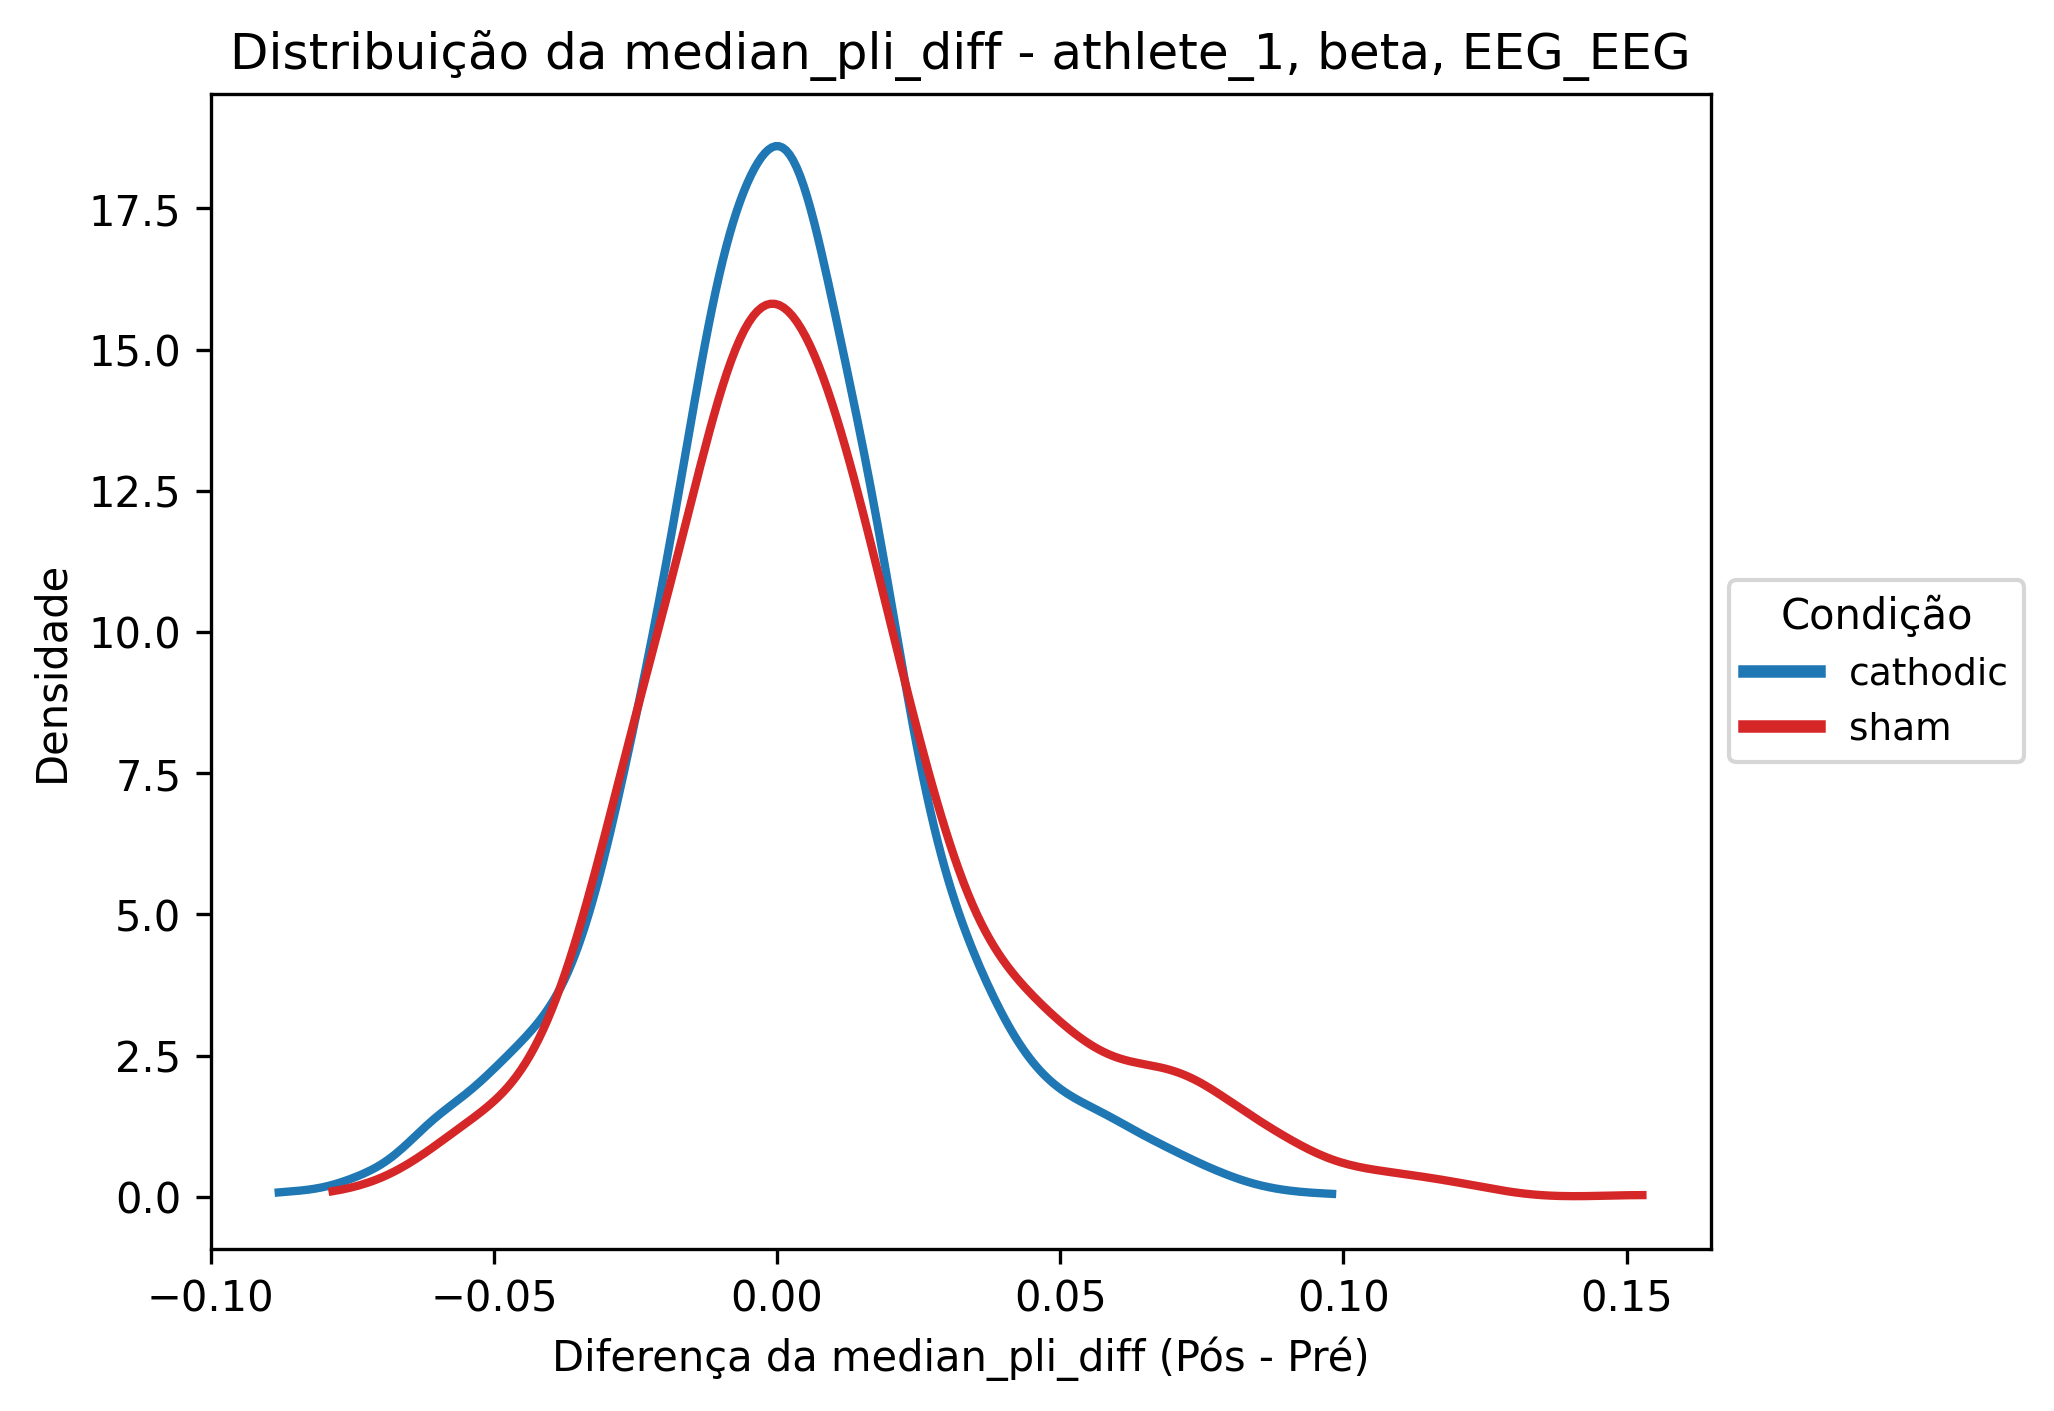 Distribuição da median_pli_diff - athlete_1, beta, EEG_EEG
Densidade
17.5
15.0
12.5
10.0
7.5
5.0
2.5
0.0
−0.10
−0.05
0.00
0.05
0.10
0.15
Diferença da median_pli_diff (Pós - Pré)
Condição
cathodic
sham